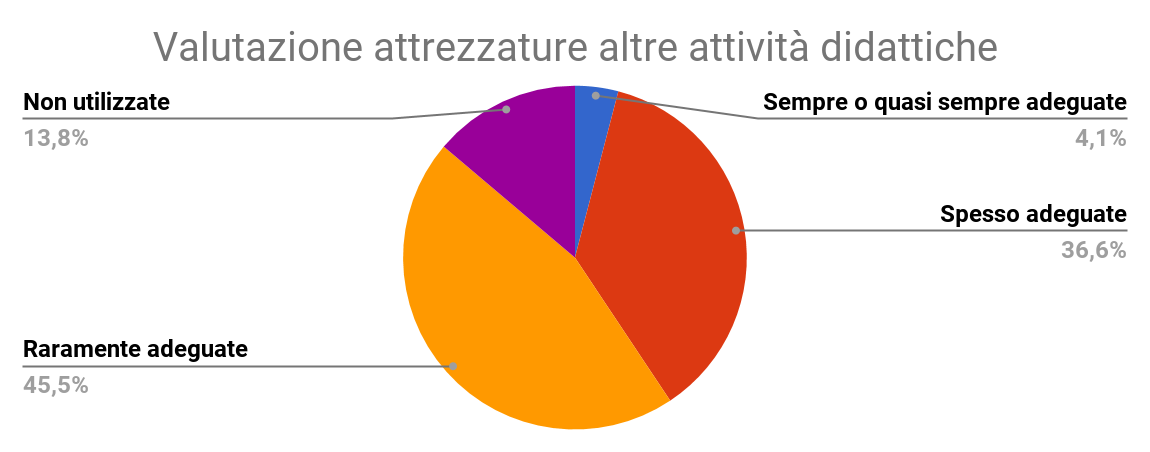 Valutazione attrezzature altre attività didattiche
Non utilizzate
13,8%
Sempre o quasi sempre adeguate
4,1%
Spesso adeguate
36,6%
Raramente adeguate
45,5%